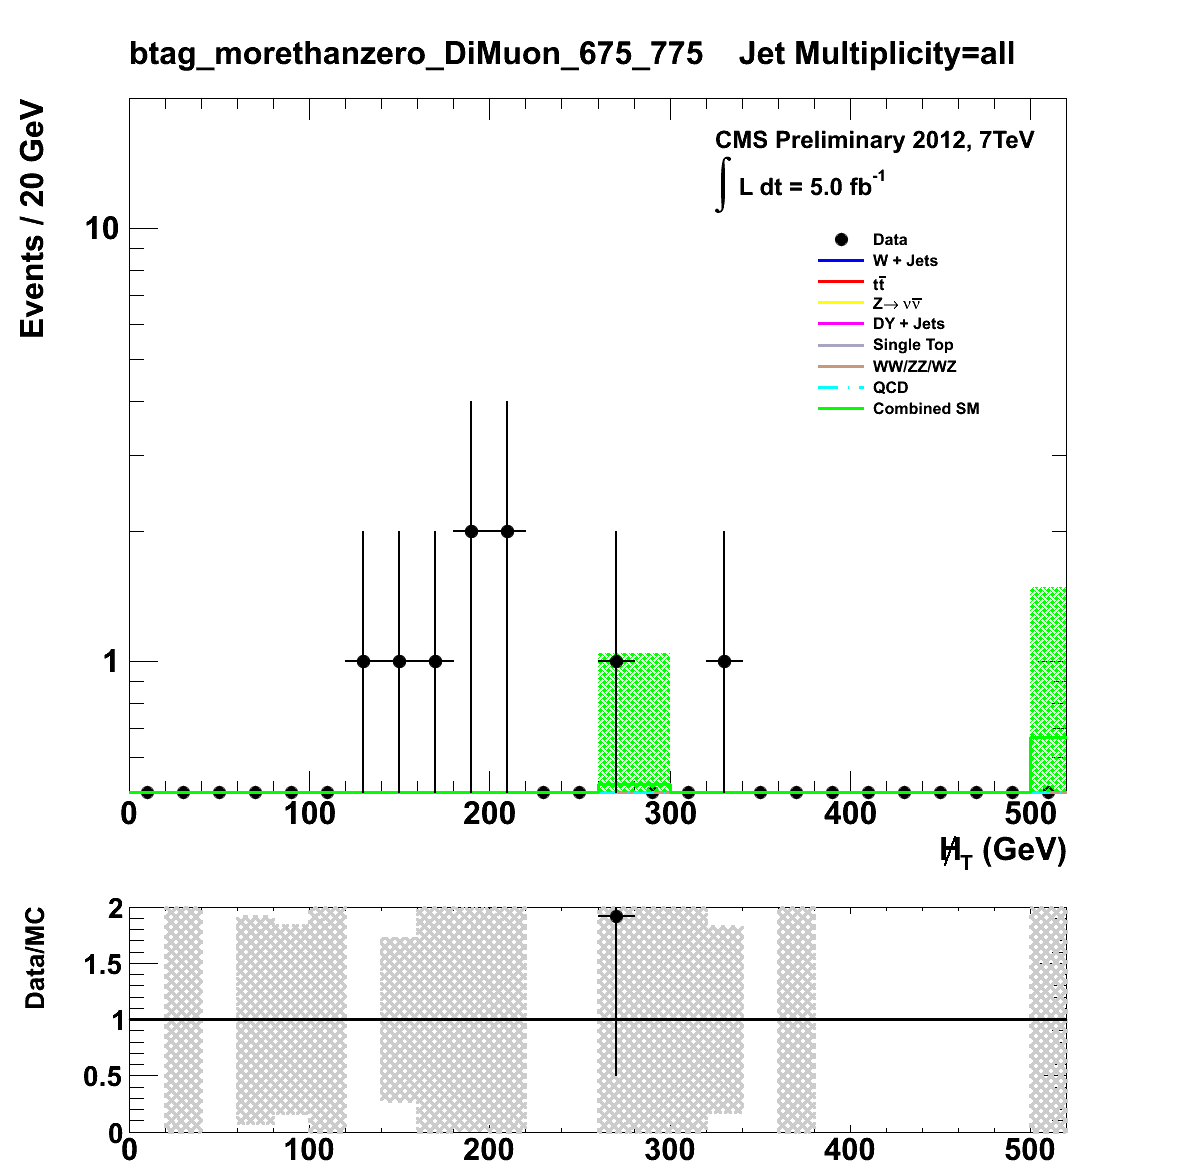 btag_morethanzero_DiMuon_675_775 Jet Multiplicity=all
Events / 20 GeV
CMS Preliminary 2012, 7TeV
∫ L dt = 5.0 fb⁻¹
Data
W + Jets
tt̅
Z→ νν̅
DY + Jets
Single Top
WW/ZZ/WZ
QCD
Combined SM
10
1
0 100 200 300 400 500
H̸_T (GeV)
Data/MC
2
1.5
1
0.5
0
0 100 200 300 400 500